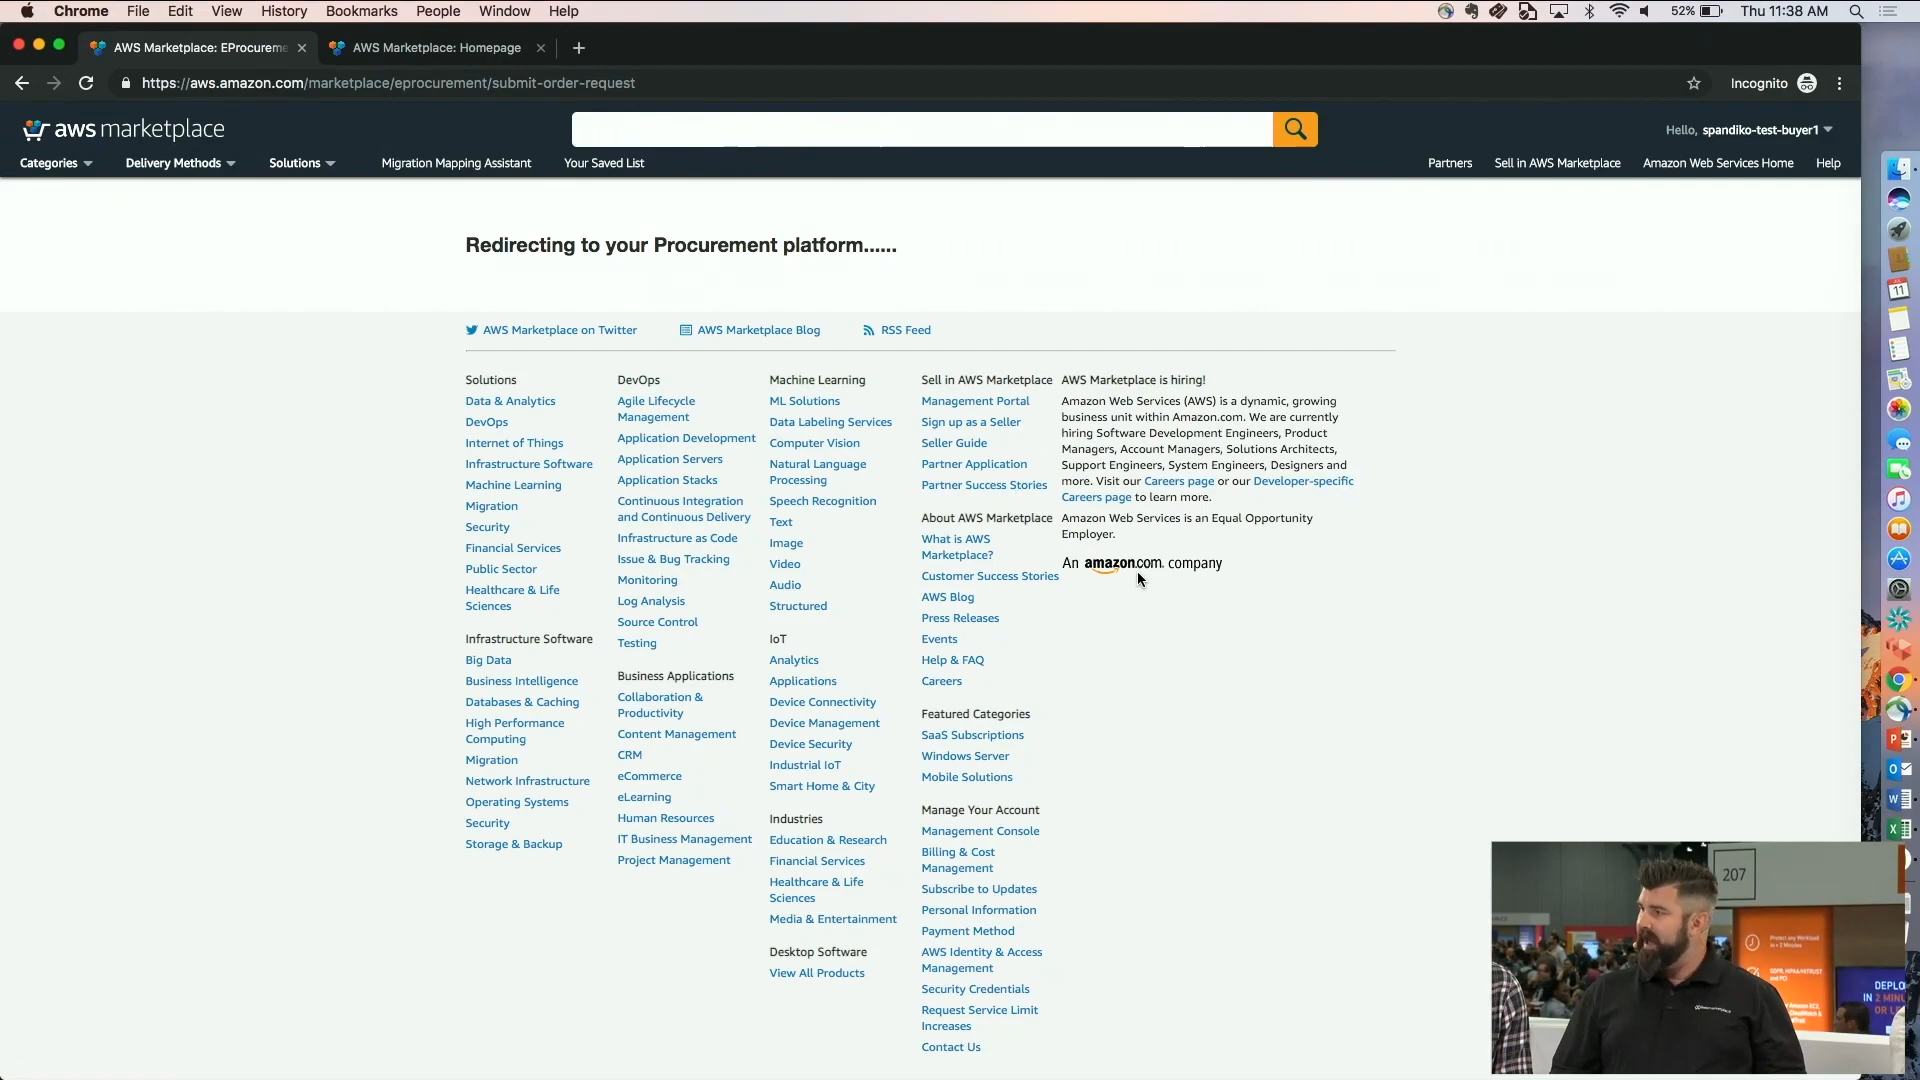 Chrome File Edit View History Bookmarks People Window Help 52% Thu 11:38 AM
AWS Marketplace: EProcureme AWS Marketplace: Homepage
https://aws.amazon.com/marketplace/eprocurement/submit-order-request Incognito
aws marketplace Hello, spandiko-test-buyer1
Categories Delivery Methods Solutions Migration Mapping Assistant Your Saved List Partners Sell in AWS Marketplace Amazon Web Services Home Help
Redirecting to your Procurement platform......
AWS Marketplace on Twitter AWS Marketplace Blog RSS Feed
Solutions
Data & Analytics
DevOps
Internet of Things
Infrastructure Software
Machine Learning
Migration
Security
Financial Services
Public Sector
Healthcare & Life
Sciences
Infrastructure Software
Big Data
Business Intelligence
Databases & Caching
High Performance
Computing
Migration
Network Infrastructure
Operating Systems
Security
Storage & Backup
DevOps
Agile Lifecycle
Management
Application Development
Application Servers
Application Stacks
Continuous Integration
and Continuous Delivery
Infrastructure as Code
Issue & Bug Tracking
Monitoring
Log Analysis
Source Control
Testing
Business Applications
Collaboration &
Productivity
Content Management
CRM
eCommerce
eLearning
Human Resources
IT Business Management
Project Management
Machine Learning
ML Solutions
Data Labeling Services
Computer Vision
Natural Language
Processing
Speech Recognition
Text
Image
Video
Audio
Structured
IoT
Analytics
Applications
Device Connectivity
Device Management
Device Security
Industrial IoT
Smart Home & City
Industries
Education & Research
Financial Services
Healthcare & Life
Sciences
Media & Entertainment
Desktop Software
View All Products
Sell in AWS Marketplace
Management Portal
Sign up as a Seller
Seller Guide
Partner Application
Partner Success Stories
About AWS Marketplace
What is AWS
Marketplace?
Customer Success Stories
AWS Blog
Press Releases
Events
Help & FAQ
Careers
Featured Categories
SaaS Subscriptions
Windows Server
Mobile Solutions
Manage Your Account
Management Console
Billing & Cost
Management
Subscribe to Updates
Personal Information
Payment Method
AWS Identity & Access
Management
Security Credentials
Request Service Limit
Increases
Contact Us
AWS Marketplace is hiring!
Amazon Web Services (AWS) is a dynamic, growing
business unit within Amazon.com. We are currently
hiring Software Development Engineers, Product
Managers, Account Managers, Solutions Architects,
Support Engineers, System Engineers, Designers and
more. Visit our Careers page or our Developer-specific
Careers page to learn more.
Amazon Web Services is an Equal Opportunity
Employer.
An amazon.com. company
207
Protect any Workload
in < 2 Minutes
DEPLO
IN 2 MINU
OR LE